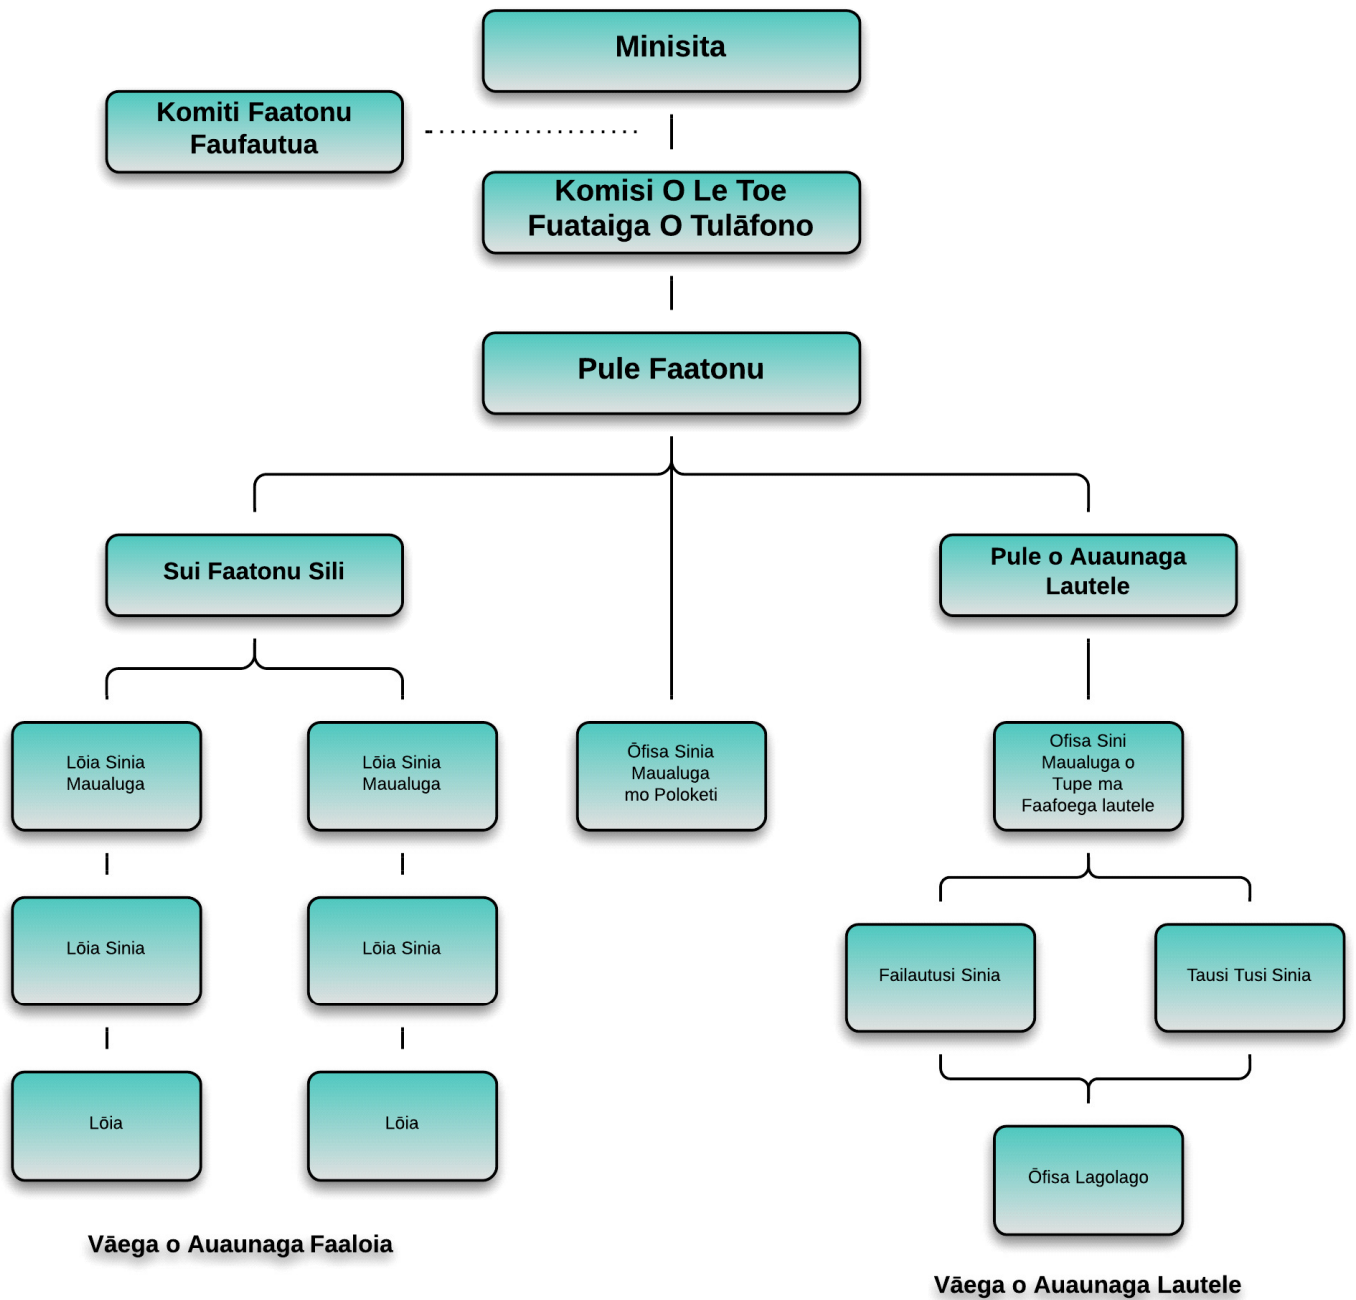 Minisita
Komiti Faatonu
Faufautua
Komisi O Le Toe
Fuataiga O Tulāfono
Pule Faatonu
Sui Faatonu Sili
Pule o Auaunaga
Lautele
Lōia Sinia
Maualuga
Lōia Sinia
Maualuga
Ōfisa Sinia
Maualuga
mo Poloketi
Ofisa Sini
Maualuga o
Tupe ma
Faafoega lautele
Lōia Sinia
Lōia Sinia
Failautusi Sinia
Tausi Tusi Sinia
Lōia
Lōia
Ōfisa Lagolago
Vāega o Auaunaga Faaloia
Vāega o Auaunaga Lautele